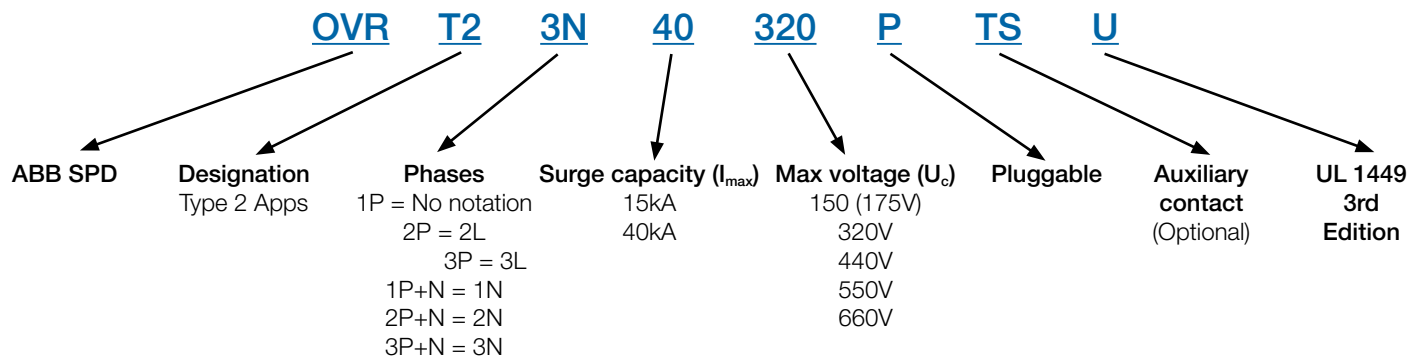 OVR T2 3N 40 320 P TS U
ABB SPD
Designation
Type 2 Apps
Phases
1P = No notation
2P = 2L
3P = 3L
1P+N = 1N
2P+N = 2N
3P+N = 3N
Surge capacity (Imax)
15kA
40kA
Max voltage (Uc)
150 (175V)
320V
440V
550V
660V
Pluggable
Auxiliary
contact
(Optional)
UL 1449
3rd
Edition